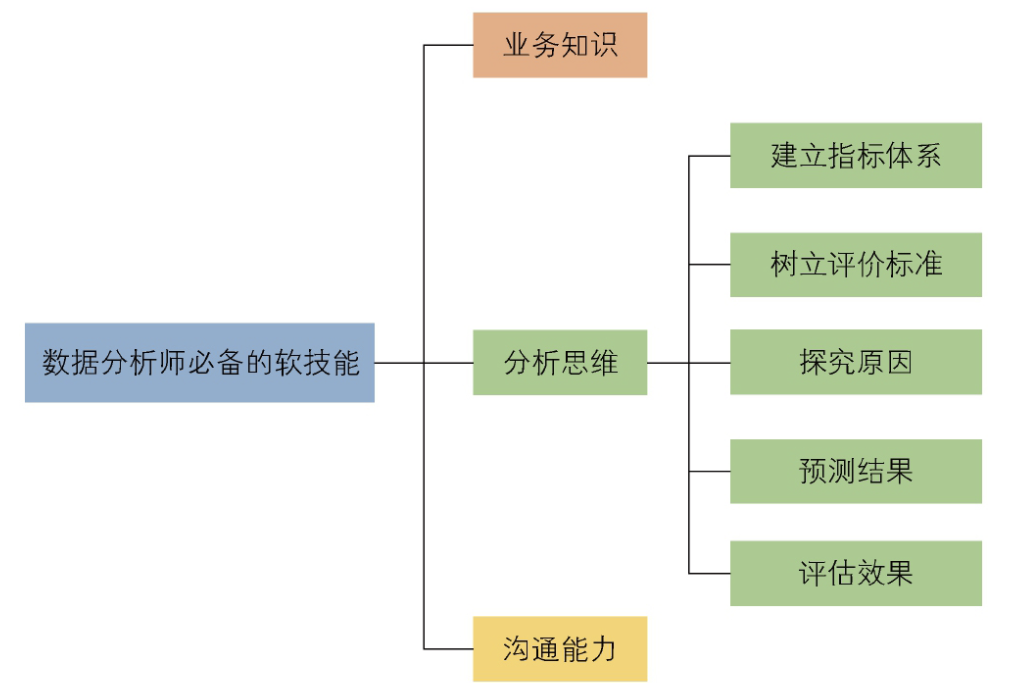 数据分析师必备的软技能
业务知识
分析思维
建立指标体系
树立评价标准
探究原因
预测结果
评估效果
沟通能力